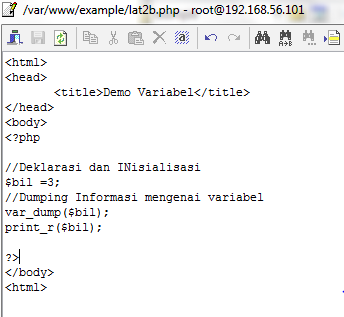 /var/www/example/lat2b.php - root@192.168.56.101
<html>
<head>
<title>Demo Variabel</title>
</head>
<body>
<?php
//Deklarasi dan INisialisasi
$bil =3;
//Dumping Informasi mengenai variabel
var_dump($bil);
print_r($bil);
?>
</body>
<html>